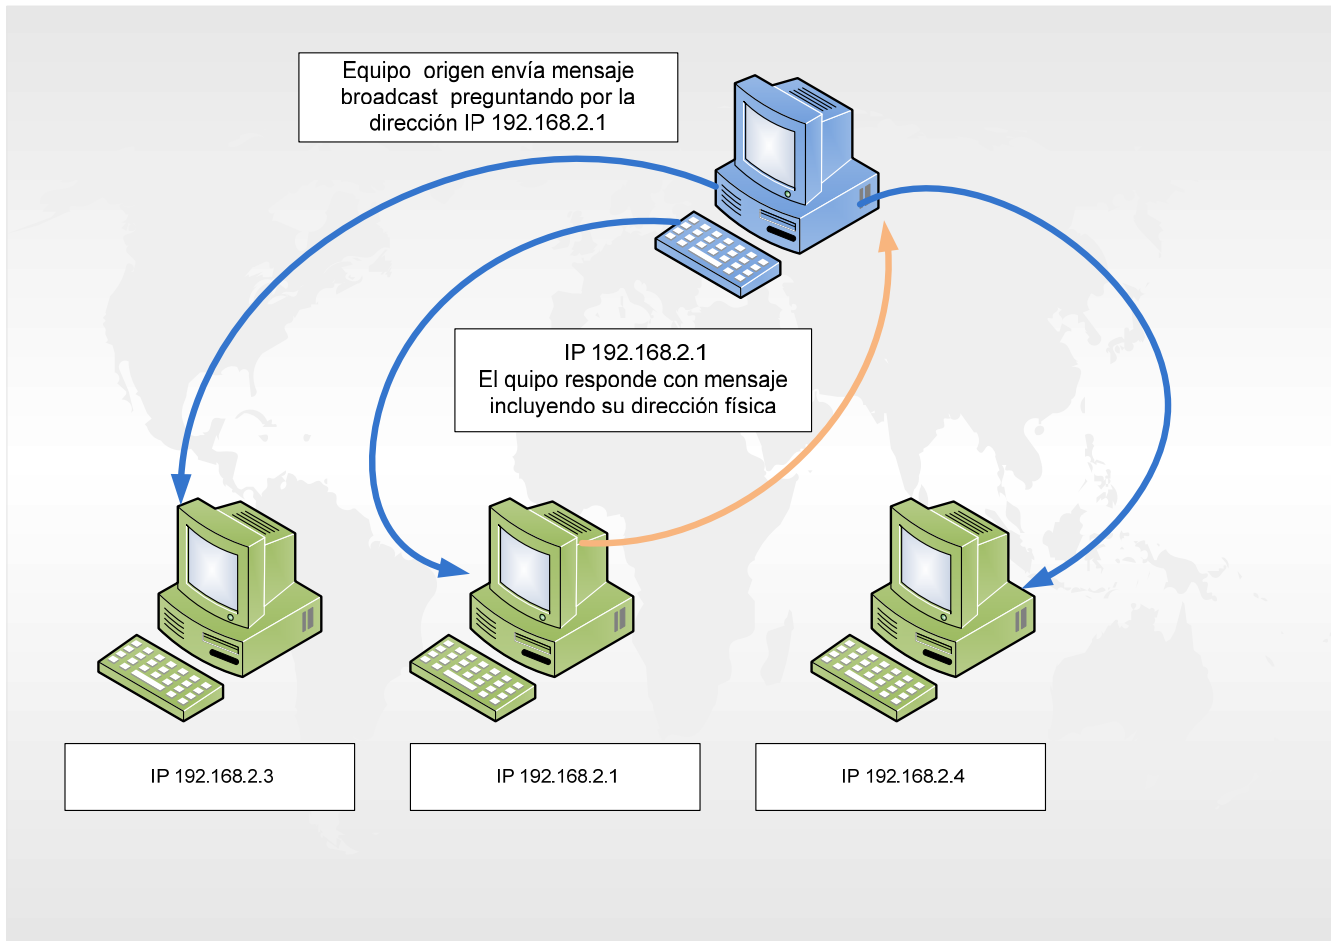 Equipo origen envía mensaje
broadcast preguntando por la
dirección IP 192.168.2.1
IP 192.168.2.1
El quipo responde con mensaje
incluyendo su dirección física
IP 192.168.2.3
IP 192.168.2.1
IP 192.168.2.4